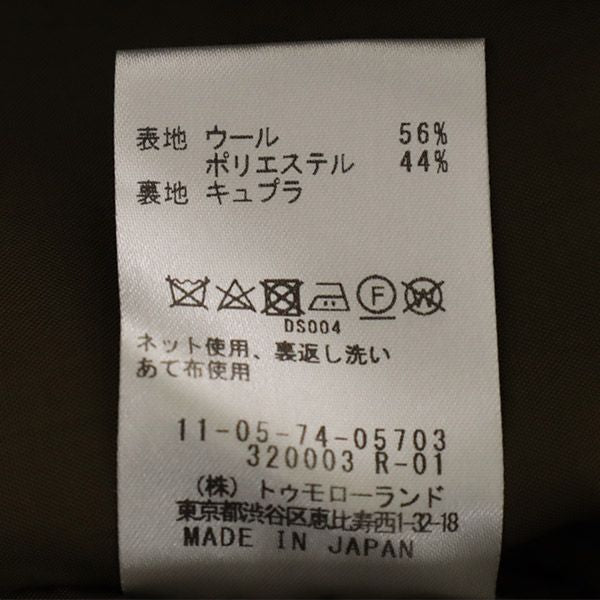 表地 ウール 56%
ポリエステル 44%
裏地 キュプラ
F W
DS004
ネット使用、裏返し洗い
あて布使用
11-05-74-05703
320003 R-01
(株) トゥモローランド
東京都渋谷区恵比寿西1-32-18
MADE IN JAPAN